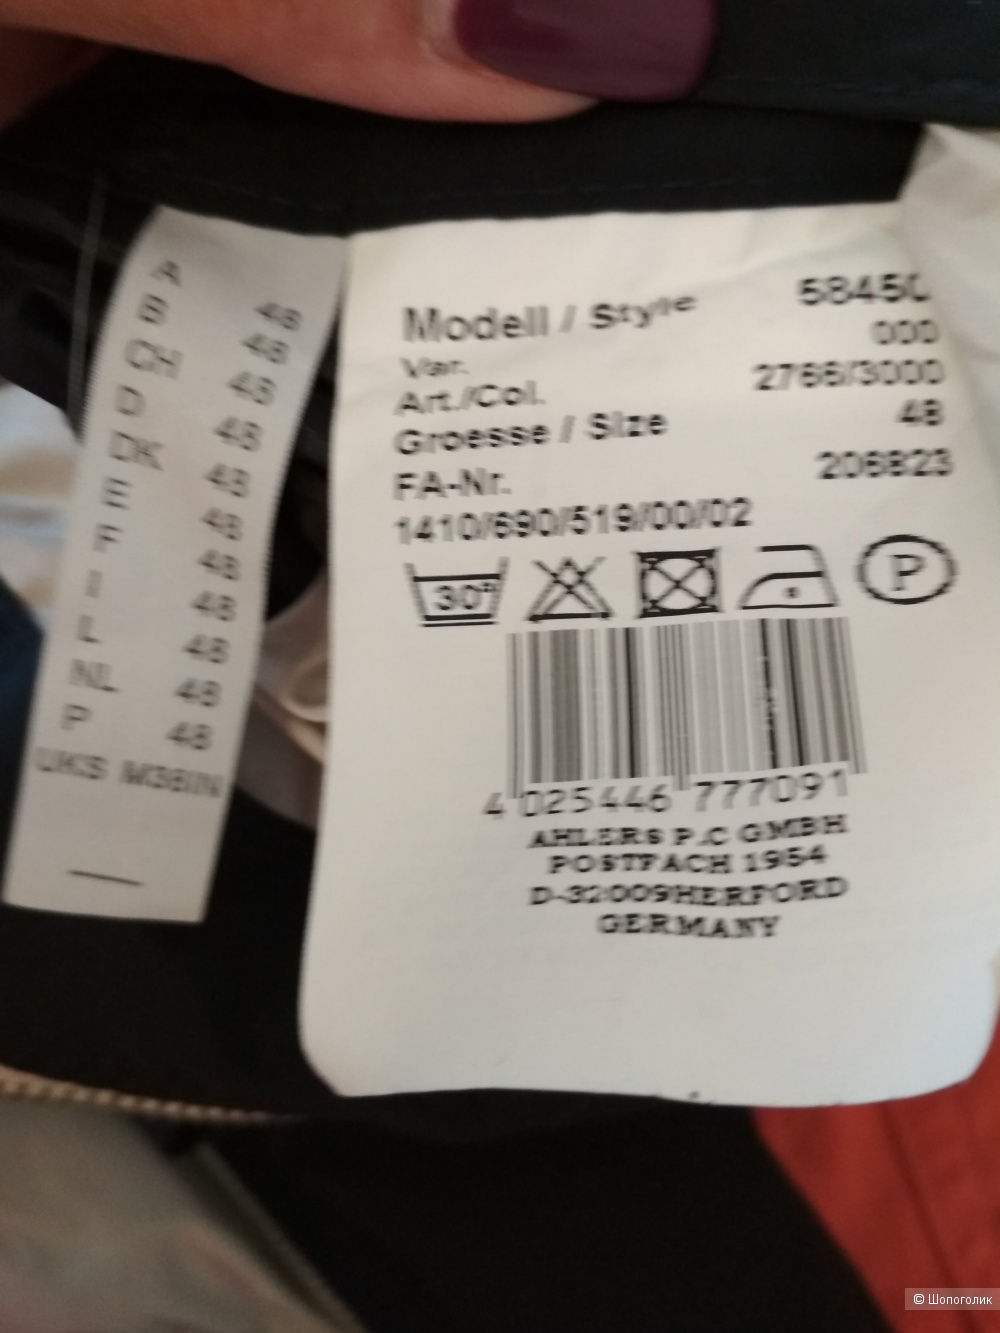 A 48
B 48
CH 48
D 48
DK 48
E 48
F 48
I 48
L 48
NL 48
P 48
UKS M38IN
Modell / Style 58450
Var. 000
Art./Col. 2766/3000
Groesse / Size 48
FA-Nr. 206823
1410/690/519/00/02
30°
P
4 025446 777091
AHLERS P.C GMBH
POSTFACH 1954
D-32009HERFORD
GERMANY
© Шопоголик